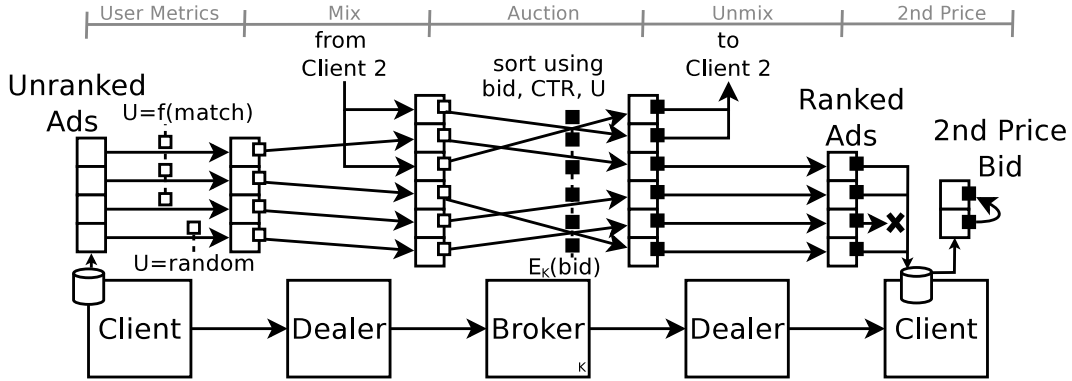 User Metrics
Mix
Auction
Unmix
2nd Price
from
Client 2
to
Client 2
sort using
bid, CTR, U
Unranked
Ads
U=f(match)
Ranked
Ads
2nd Price
Bid
U=random
E_K(bid)
Client
Dealer
Broker
K
Dealer
Client